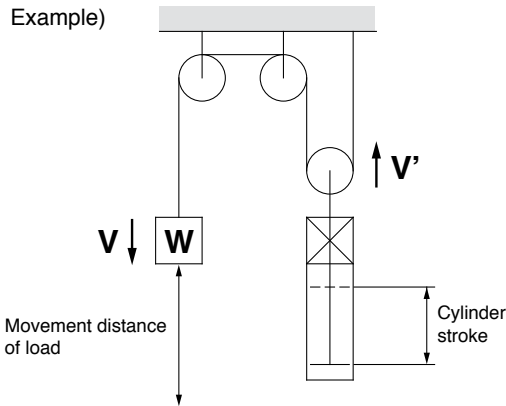 Example)
V'
V
W
Movement distance
of load
Cylinder
stroke